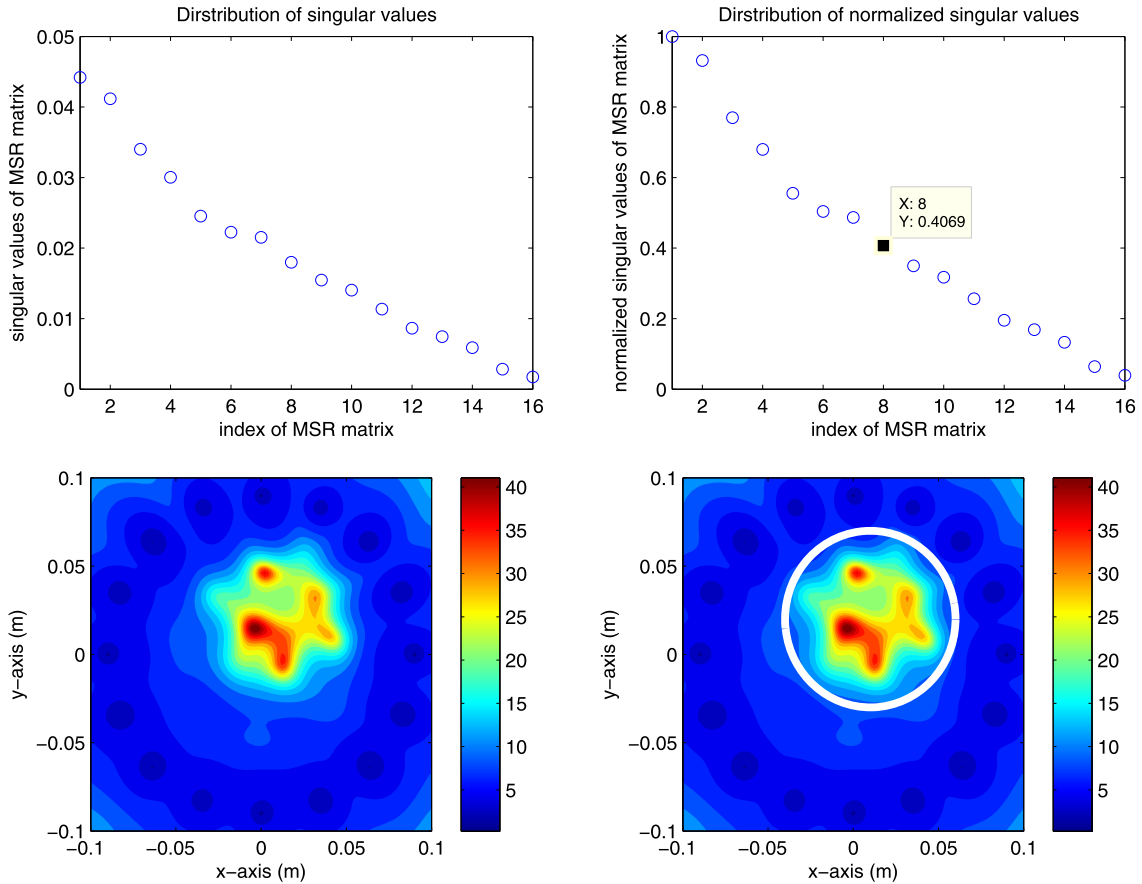 Dirstribution of singular values
0.05
0.04
0.03
0.02
0.01
0
singular values of MSR matrix
2 4 6 8 10 12 14 16
index of MSR matrix
Dirstribution of normalized singular values
1
0.8
0.6
0.4
0.2
0
normalized singular values of MSR matrix
X: 8
Y: 0.4069
2 4 6 8 10 12 14 16
index of MSR matrix
0.1
0.05
0
−0.05
−0.1
y−axis (m)
−0.1 −0.05 0 0.05 0.1
x−axis (m)
40
35
30
25
20
15
10
5
0.1
0.05
0
−0.05
−0.1
y−axis (m)
−0.1 −0.05 0 0.05 0.1
x−axis (m)
40
35
30
25
20
15
10
5